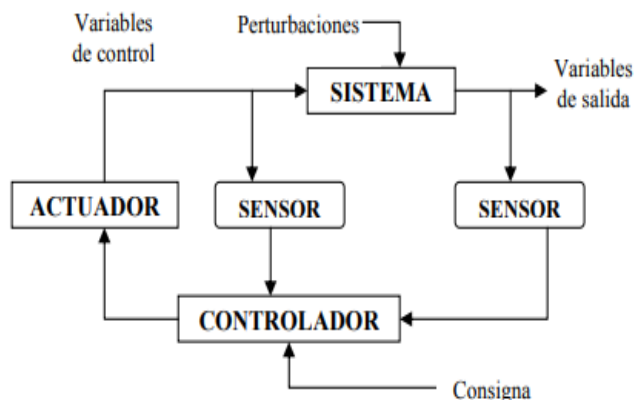 Variables
de control
Perturbaciones
SISTEMA
Variables
de salida
ACTUADOR
SENSOR
SENSOR
CONTROLADOR
Consigna